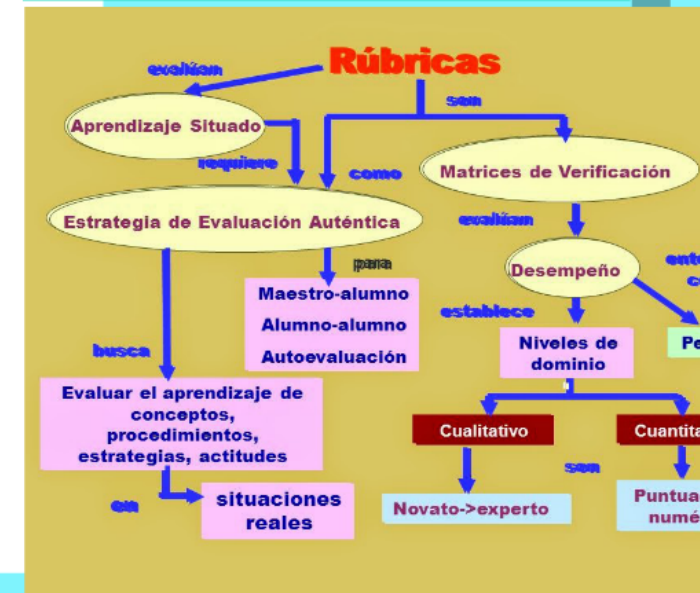 Rúbricas
evalúan
son
Aprendizaje Situado
requiere
como
Matrices de Verificación
Estrategia de Evaluación Auténtica
evalúan
para
Desempeño
Maestro-alumno
Alumno-alumno
Autoevaluación
establece
busca
Niveles de
dominio
Evaluar el aprendizaje de
conceptos,
procedimientos,
estrategias, actitudes
Cualitativo
son
en
situaciones
reales
Novato->experto